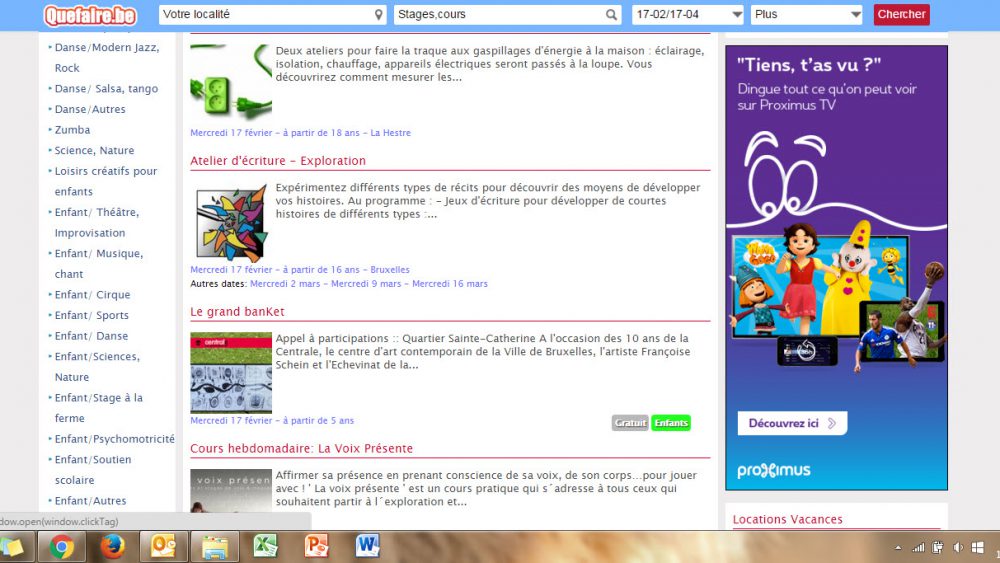 Quefaire.be
Votre localité
Stages,cours
17-02/17-04
Plus
Chercher
Danse/Modern Jazz,
Rock
Danse/ Salsa, tango
Danse/Autres
Zumba
Science, Nature
Loisirs créatifs pour
enfants
Enfant/ Théâtre,
Improvisation
Enfant/ Musique,
chant
Enfant/ Cirque
Enfant/ Sports
Enfant/ Danse
Enfant/Sciences,
Nature
Enfant/Stage à la
ferme
Enfant/Psychomotricité
Enfant/Soutien
scolaire
Enfant/Autres
dow.open(window.clickTag)
Deux ateliers pour faire la traque aux gaspillages d'énergie à la maison : éclairage,
isolation, chauffage, appareils électriques seront passés à la loupe. Vous
découvrirez comment mesurer les...
Mercredi 17 février - à partir de 18 ans - La Hestre
Atelier d'écriture - Exploration
Expérimentez différents types de récits pour découvrir des moyens de développer
vos histoires. Au programme : - Jeux d'écriture pour développer de courtes
histoires de différents types :...
Mercredi 17 février - à partir de 16 ans - Bruxelles
Autres dates: Mercredi 2 mars - Mercredi 9 mars - Mercredi 16 mars
Le grand banKet
central
Appel à participations :: Quartier Sainte-Catherine A l'occasion des 10 ans de la
Centrale, le centre d'art contemporain de la Ville de Bruxelles, l'artiste Françoise
Schein et l'Echevinat de la...
Mercredi 17 février - à partir de 5 ans
Gratuit Enfants
Cours hebdomadaire: La Voix Présente
voix présen
Affirmer sa présence en prenant conscience de sa voix, de son corps...pour jouer
avec ! ' La voix présente ' est un cours pratique qui s´adresse à tous ceux qui
souhaitent partir à l´exploration et...
"Tiens, t'as vu ?"
Dingue tout ce qu'on peut voir
sur Proximus TV
Découvrez ici
proximus
Locations Vacances